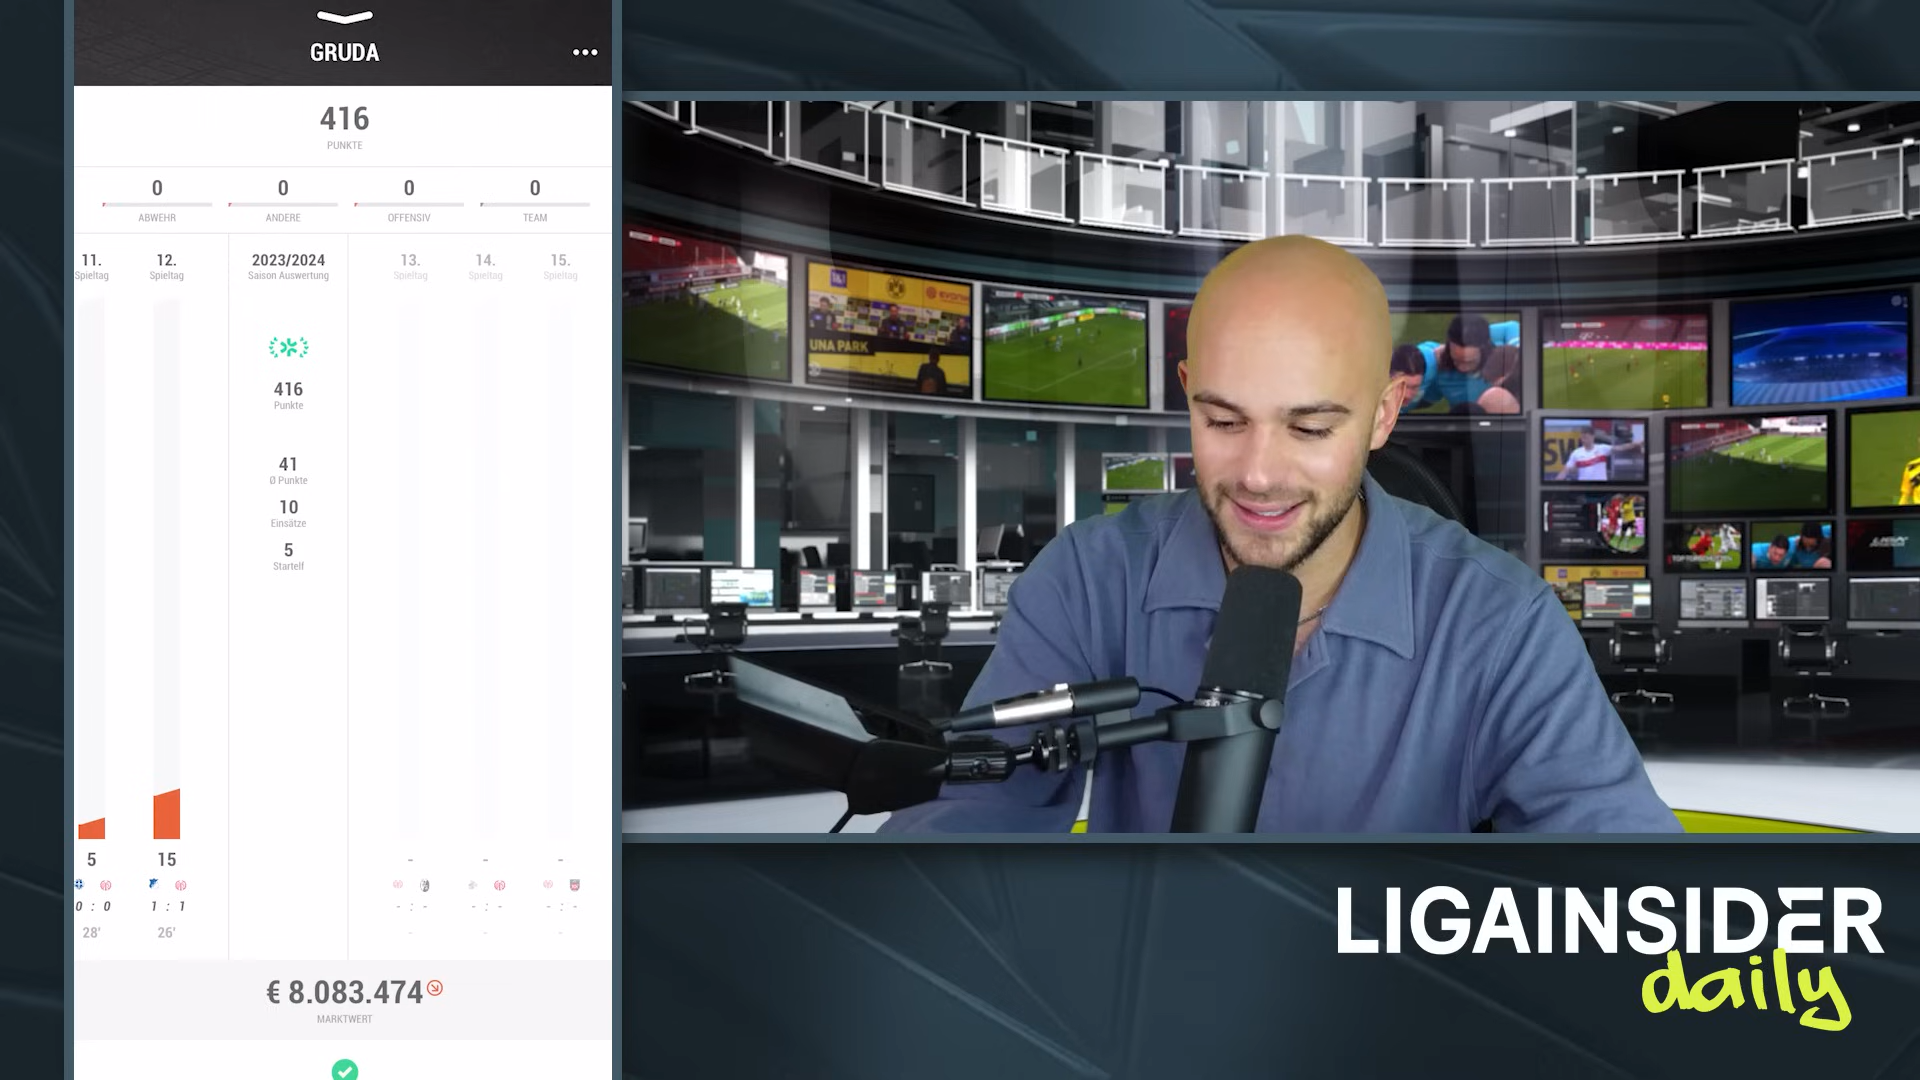 GRUDA
416
PUNKTE
0 0 0 0
ABWEHR ANDERE OFFENSIV TEAM
11. 12. 2023/2024 13. 14. 15.
Spieltag Spieltag Saison Auswertung Spieltag Spieltag Spieltag
416
Punkte
41
Ø Punkte
10
Einsätze
5
Startelf
5 15 - - -
0 : 0 1 : 1 - : - - : - - : -
28' 26' - - -
€ 8.083.474
MARKTWERT
UNA PARK
LIGAINSIDER
daily